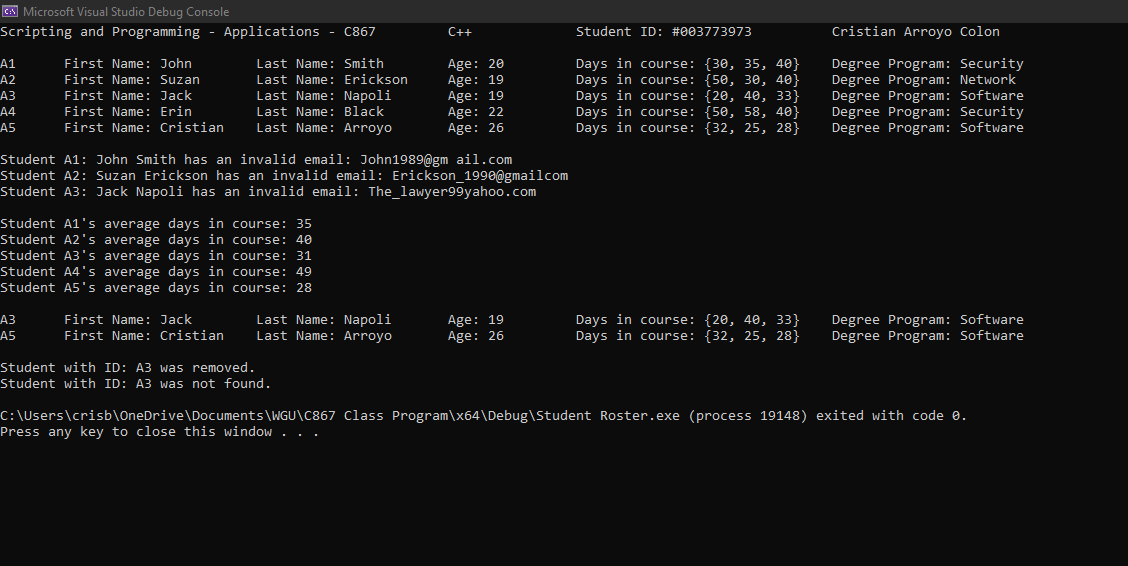 Microsoft Visual Studio Debug Console
Scripting and Programming - Applications - C867 C++ Student ID: #003773973 Cristian Arroyo Colon
A1 First Name: John Last Name: Smith Age: 20 Days in course: {30, 35, 40} Degree Program: Security
A2 First Name: Suzan Last Name: Erickson Age: 19 Days in course: {50, 30, 40} Degree Program: Network
A3 First Name: Jack Last Name: Napoli Age: 19 Days in course: {20, 40, 33} Degree Program: Software
A4 First Name: Erin Last Name: Black Age: 22 Days in course: {50, 58, 40} Degree Program: Security
A5 First Name: Cristian Last Name: Arroyo Age: 26 Days in course: {32, 25, 28} Degree Program: Software
Student A1: John Smith has an invalid email: John1989@gm ail.com
Student A2: Suzan Erickson has an invalid email: Erickson_1990@gmailcom
Student A3: Jack Napoli has an invalid email: The_lawyer99yahoo.com
Student A1's average days in course: 35
Student A2's average days in course: 40
Student A3's average days in course: 31
Student A4's average days in course: 49
Student A5's average days in course: 28
A3 First Name: Jack Last Name: Napoli Age: 19 Days in course: {20, 40, 33} Degree Program: Software
A5 First Name: Cristian Last Name: Arroyo Age: 26 Days in course: {32, 25, 28} Degree Program: Software
Student with ID: A3 was removed.
Student with ID: A3 was not found.
C:\Users\crisb\OneDrive\Documents\WGU\C867 Class Program\x64\Debug\Student Roster.exe (process 19148) exited with code 0.
Press any key to close this window . . .